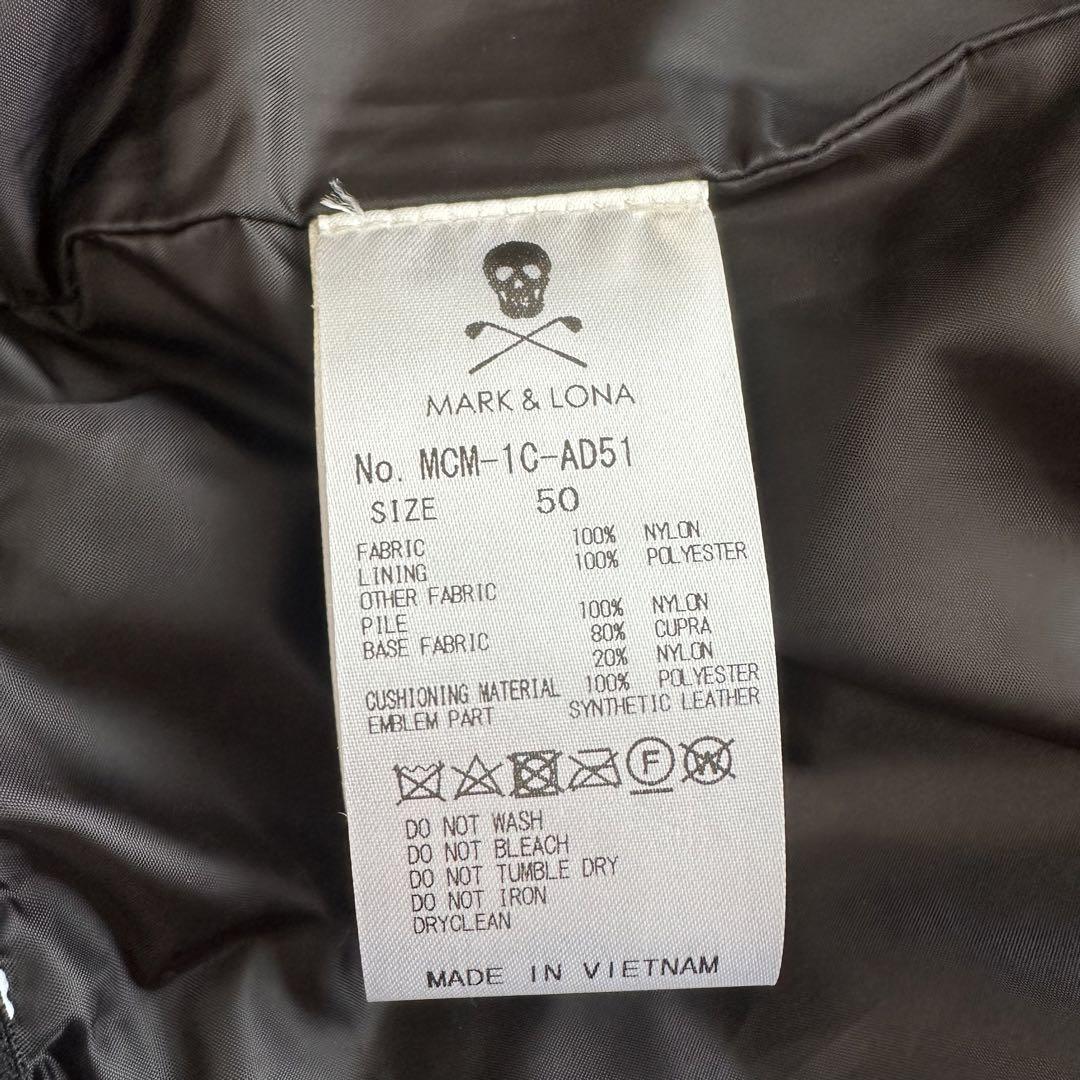 MARK & LONA
No. MCM-1C-AD51
SIZE 50
FABRIC 100% NYLON
LINING 100% POLYESTER
OTHER FABRIC
PILE 100% NYLON
BASE FABRIC 80% CUPRA
20% NYLON
CUSHIONING MATERIAL 100% POLYESTER
EMBLEM PART SYNTHETIC LEATHER
F W
DO NOT WASH
DO NOT BLEACH
DO NOT TUMBLE DRY
DO NOT IRON
DRYCLEAN
MADE IN VIETNAM